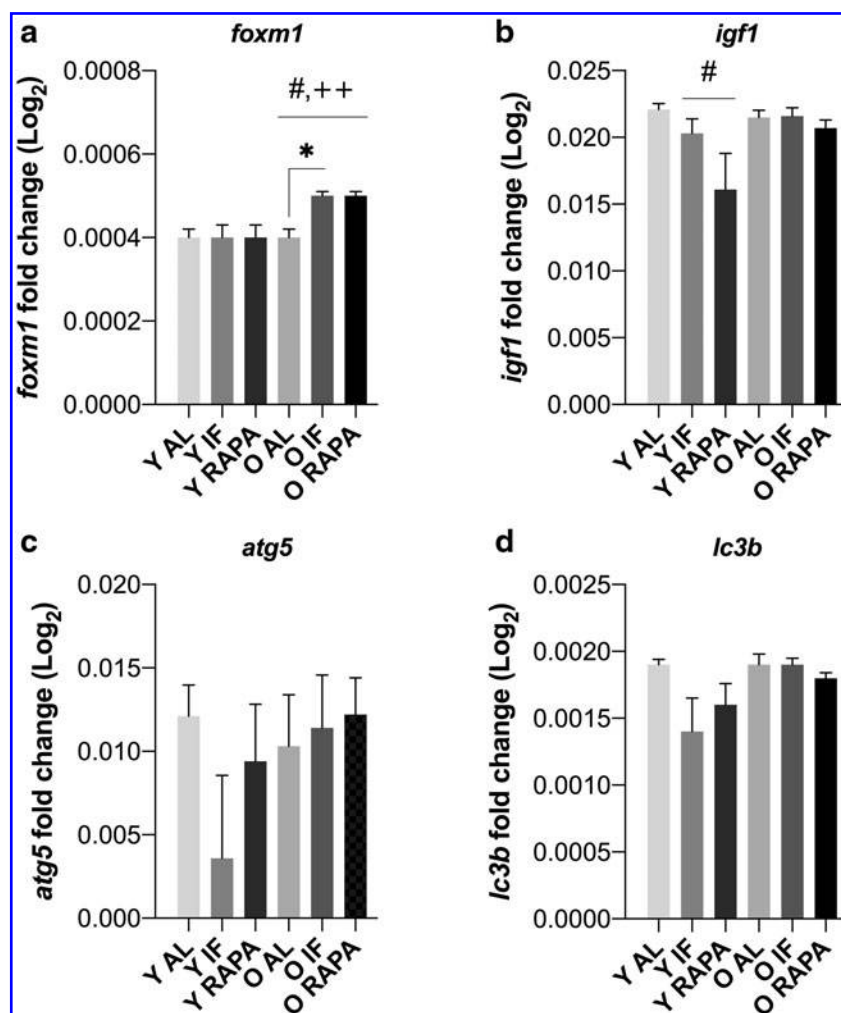 a
foxm1
foxm1 fold change (Log2)
0.0008
0.0006
0.0004
0.0002
0.0000
#,++
*
Y AL
Y IF
Y RAPA
O AL
O IF
O RAPA
b
igf1
igf1 fold change (Log2)
0.025
0.020
0.015
0.010
0.005
0.000
#
Y AL
Y IF
Y RAPA
O AL
O IF
O RAPA
c
atg5
atg5 fold change (Log2)
0.020
0.015
0.010
0.005
0.000
Y AL
Y IF
Y RAPA
O AL
O IF
O RAPA
d
lc3b
lc3b fold change (Log2)
0.0025
0.0020
0.0015
0.0010
0.0005
0.0000
Y AL
Y IF
Y RAPA
O AL
O IF
O RAPA